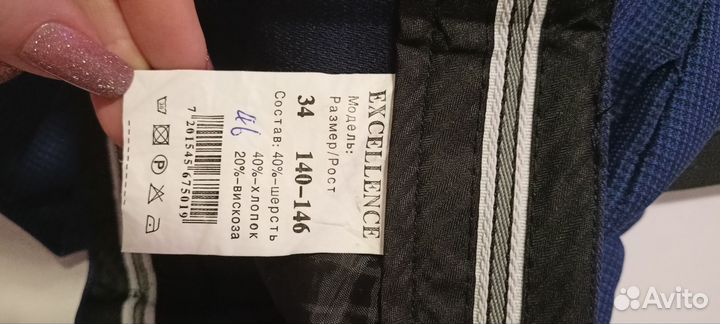 EXCELLENCE
Модель:
Размер/Рост
34 140-146
Состав: 40%-шерсть
40%-хлопок
20%-вискоза
46
7 201545 675019
P
Avito